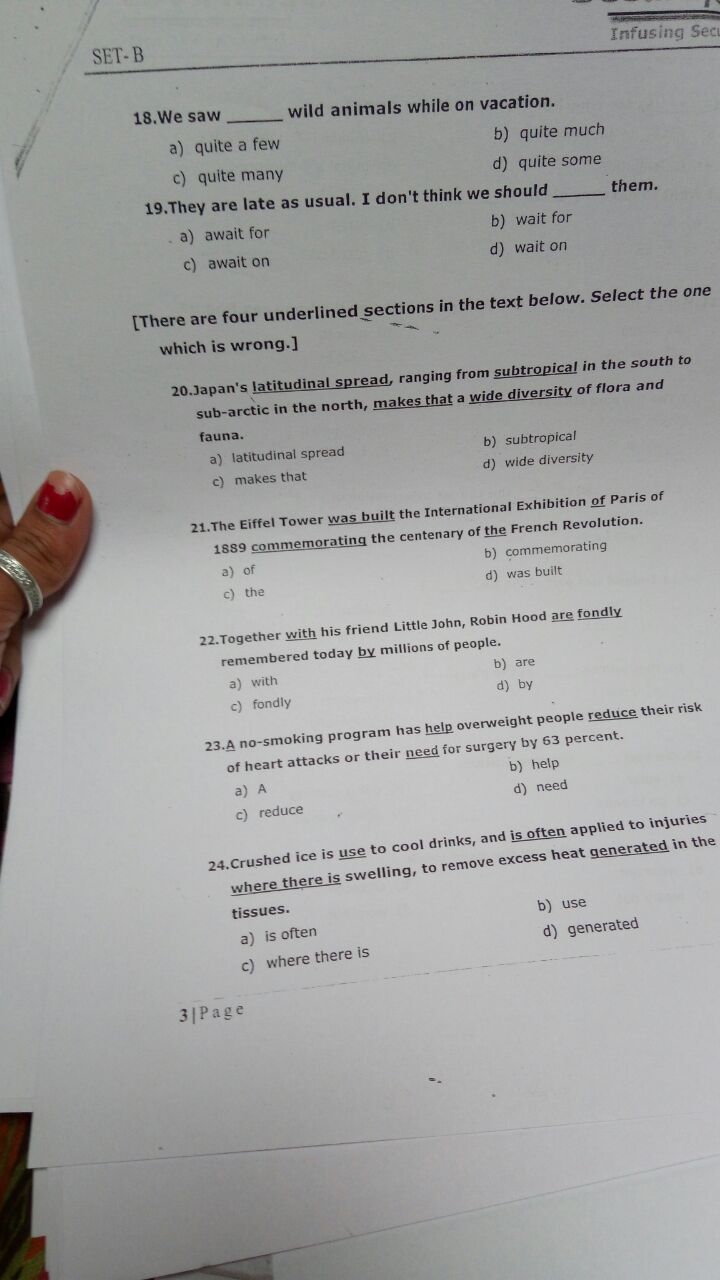 Infusing
SET- B
18.We saw ______ wild animals while on vacation.
a) quite a few
b) quite much
c) quite many
d) quite some
19.They are late as usual. I don't think we should ______ them.
a) await for
b) wait for
c) await on
d) wait on
[There are four underlined sections in the text below. Select the one
which is wrong.]
20.Japan's latitudinal spread, ranging from subtropical in the south to
sub-arctic in the north, makes that a wide diversity of flora and
fauna.
a) latitudinal spread
b) subtropical
c) makes that
d) wide diversity
21.The Eiffel Tower was built the International Exhibition of Paris of
1889 commemorating the centenary of the French Revolution.
a) of
b) commemorating
c) the
d) was built
22.Together with his friend Little John, Robin Hood are fondly
remembered today by millions of people.
a) with
b) are
c) fondly
d) by
23.A no-smoking program has help overweight people reduce their risk
of heart attacks or their need for surgery by 63 percent.
a) A
b) help
c) reduce
d) need
24.Crushed ice is use to cool drinks, and is often applied to injuries
where there is swelling, to remove excess heat generated in the
tissues.
a) is often
b) use
c) where there is
d) generated
3|Page